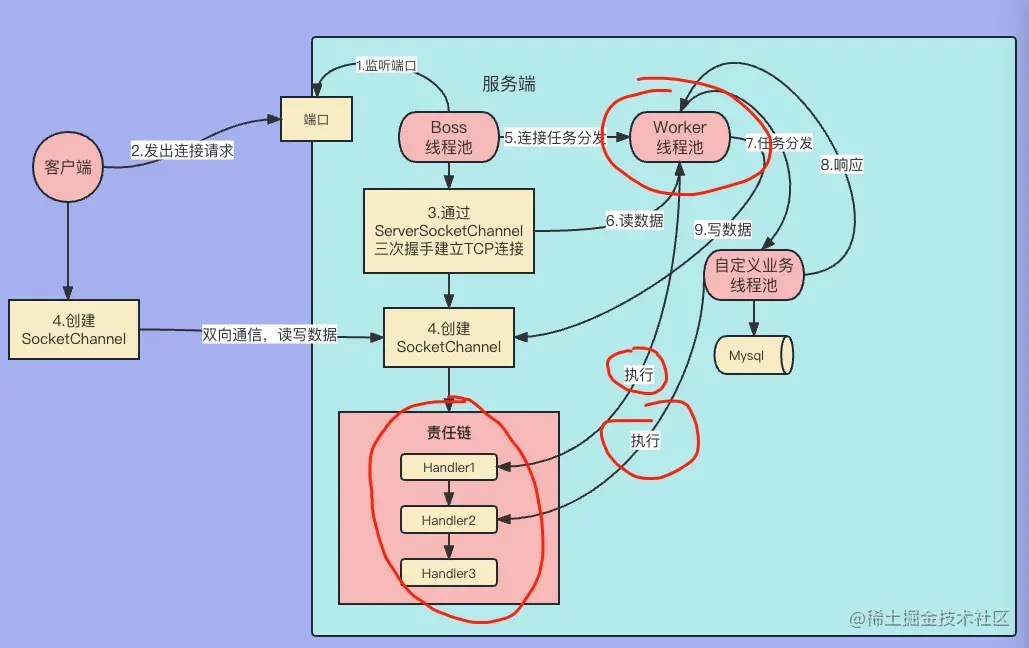 1.监听端口
服务端
端口
Boss
线程池
5.连接任务分发
Worker
线程池
7.任务分发
2.发出连接请求
客户端
8.响应
3.通过
ServerSocketChannel
三次握手建立TCP连接
6.读数据
9.写数据
自定义业务
线程池
4.创建
SocketChannel
双向通信，读写数据
4.创建
SocketChannel
Mysql
执行
执行
责任链
Handler1
Handler2
Handler3
@稀土掘金技术社区